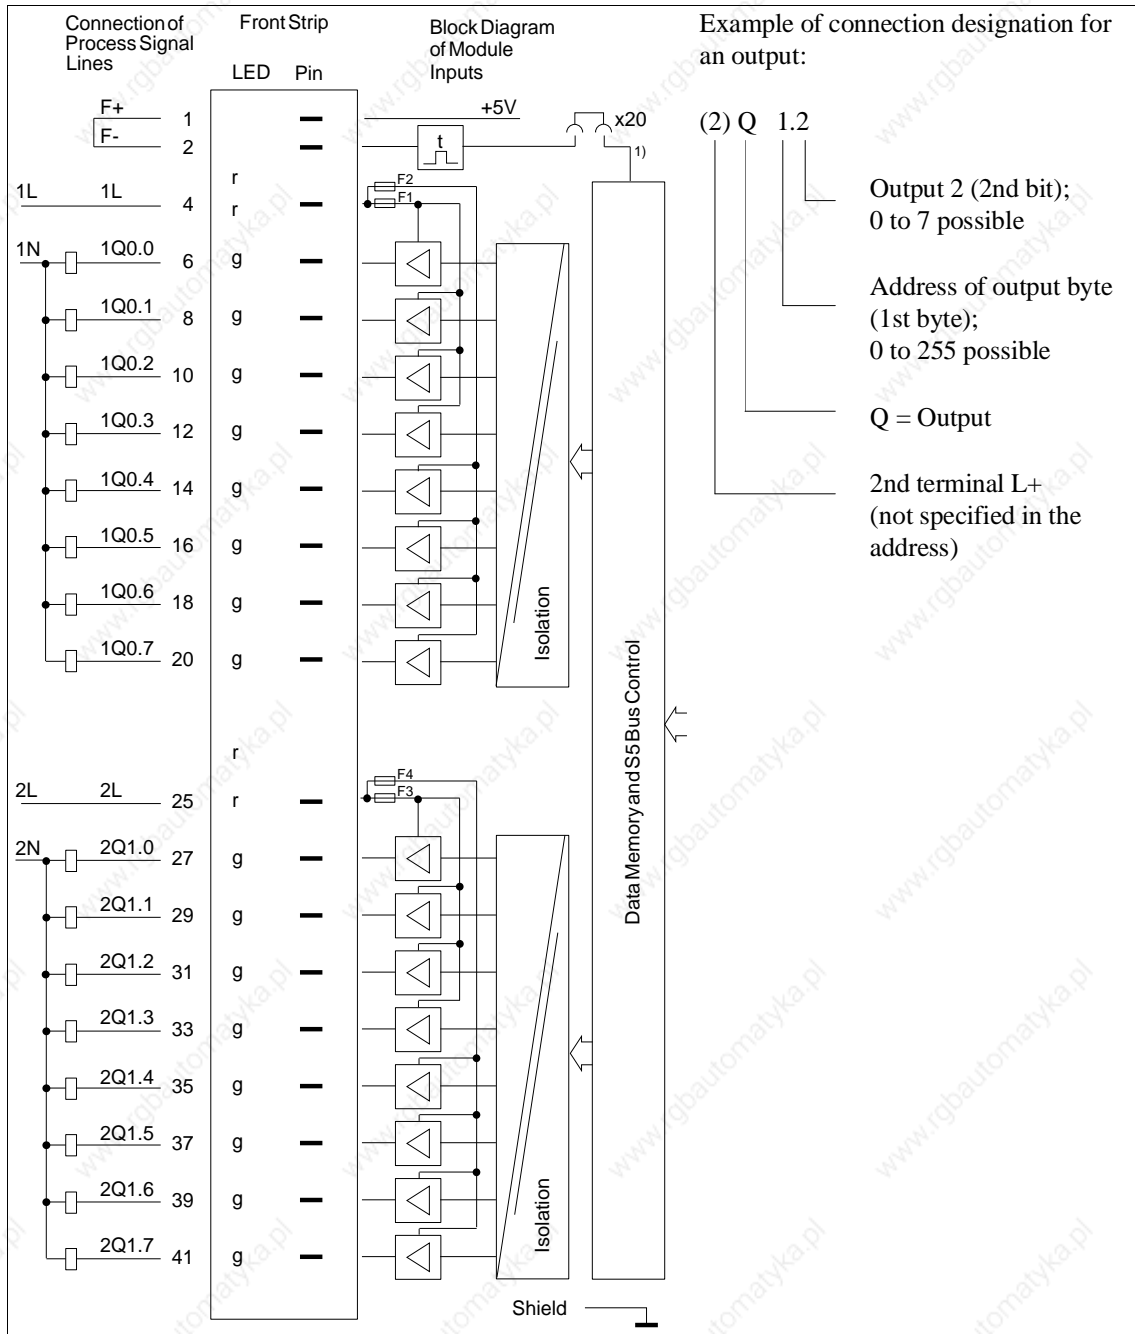 Connection of
Process Signal
Lines
Front Strip
LED Pin
Block Diagram
of Module
Inputs
Example of connection designation for
an output:
F+ 1 +5V x20
F- 2 t 1)
(2) Q 1.2
Output 2 (2nd bit);
0 to 7 possible
Address of output byte
(1st byte);
0 to 255 possible
Q = Output
2nd terminal L+
(not specified in the
address)
r F2
1L 1L 4 r F1
1N 1Q0.0 6 g
1Q0.1 8 g
1Q0.2 10 g
1Q0.3 12 g
1Q0.4 14 g
1Q0.5 16 g
1Q0.6 18 g
1Q0.7 20 g
Isolation
Data Memory and S5 Bus Control
r F4
2L 2L 25 r F3
2N 2Q1.0 27 g
2Q1.1 29 g
2Q1.2 31 g
2Q1.3 33 g
2Q1.4 35 g
2Q1.5 37 g
2Q1.6 39 g
2Q1.7 41 g
Isolation
Shield
www.rgbautomatyka.pl